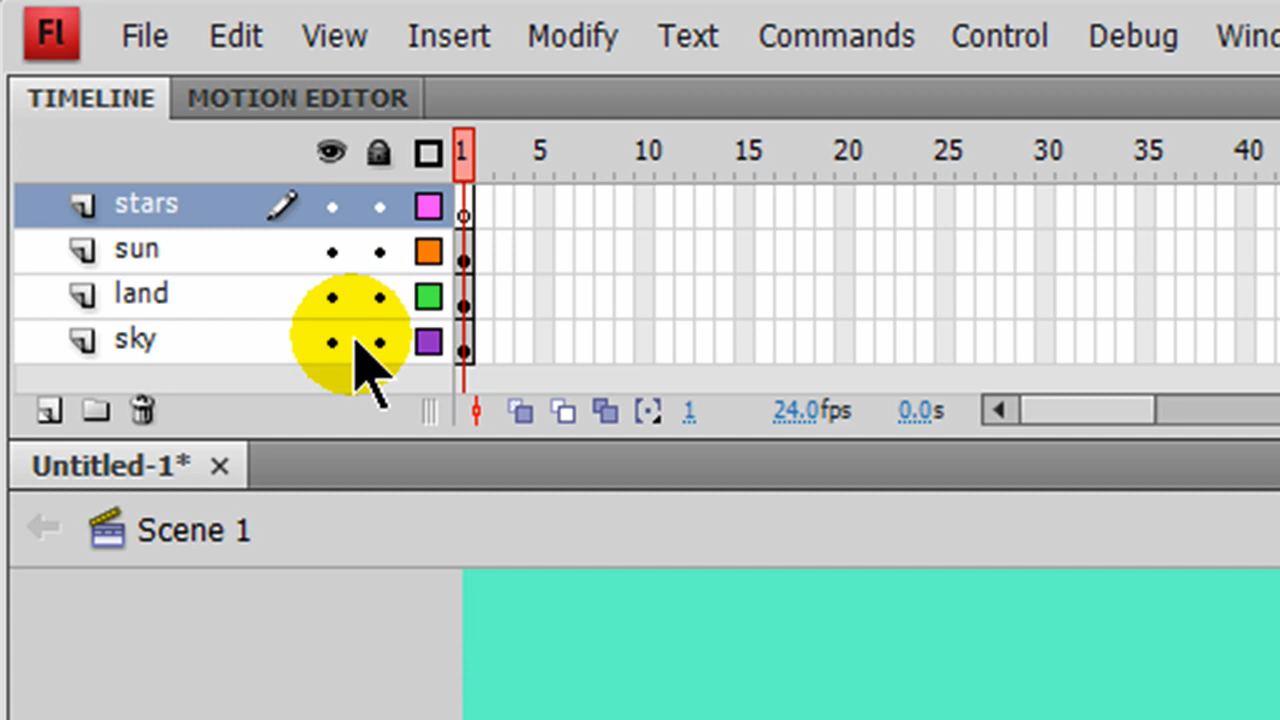 Fl File Edit View Insert Modify Text Commands Control Debug
TIMELINE MOTION EDITOR
1 5 10 15 20 25 30 35 40
stars
sun
land
sky
1 24.0fps 0.0s
Untitled-1*
Scene 1